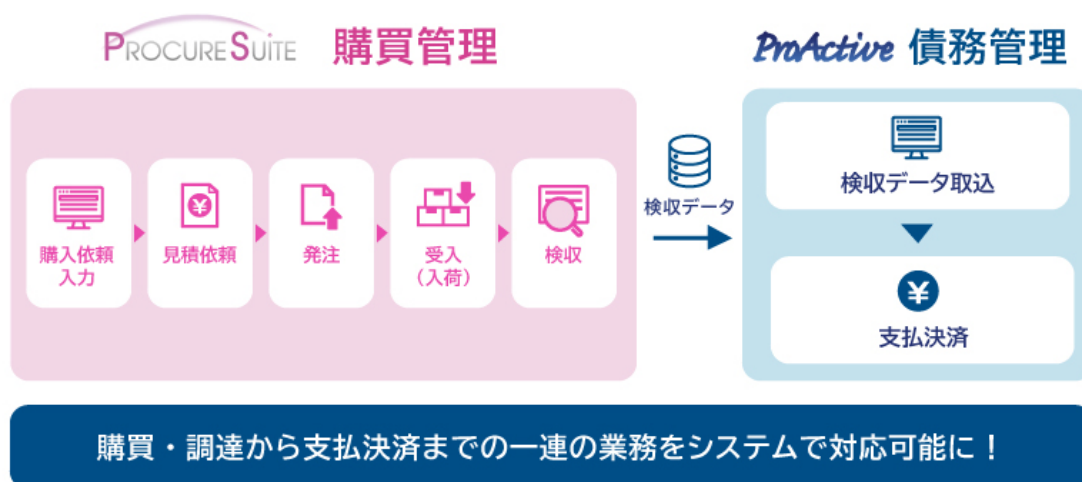 PROCURESUITE 購買管理
ProActive 債務管理
購入依頼
入力
見積依頼
発注
受入
（入荷）
検収
検収データ
検収データ取込
支払決済
購買・調達から支払決済までの一連の業務をシステムで対応可能に！